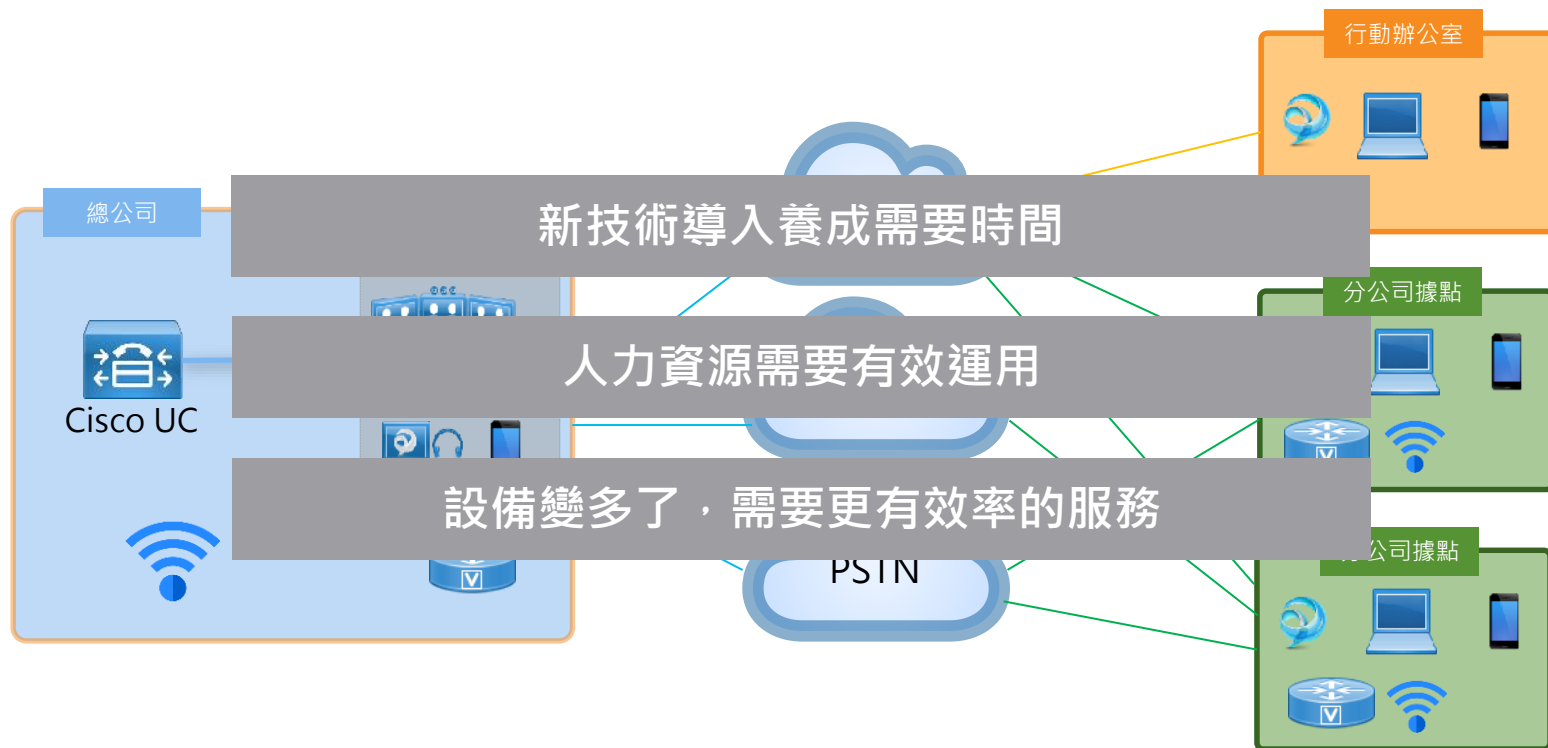 行動辦公室
總公司
新技術導入養成需要時間
分公司據點
人力資源需要有效運用
Cisco UC
V
設備變多了，需要更有效率的服務
公司據點
PSTN
V
V